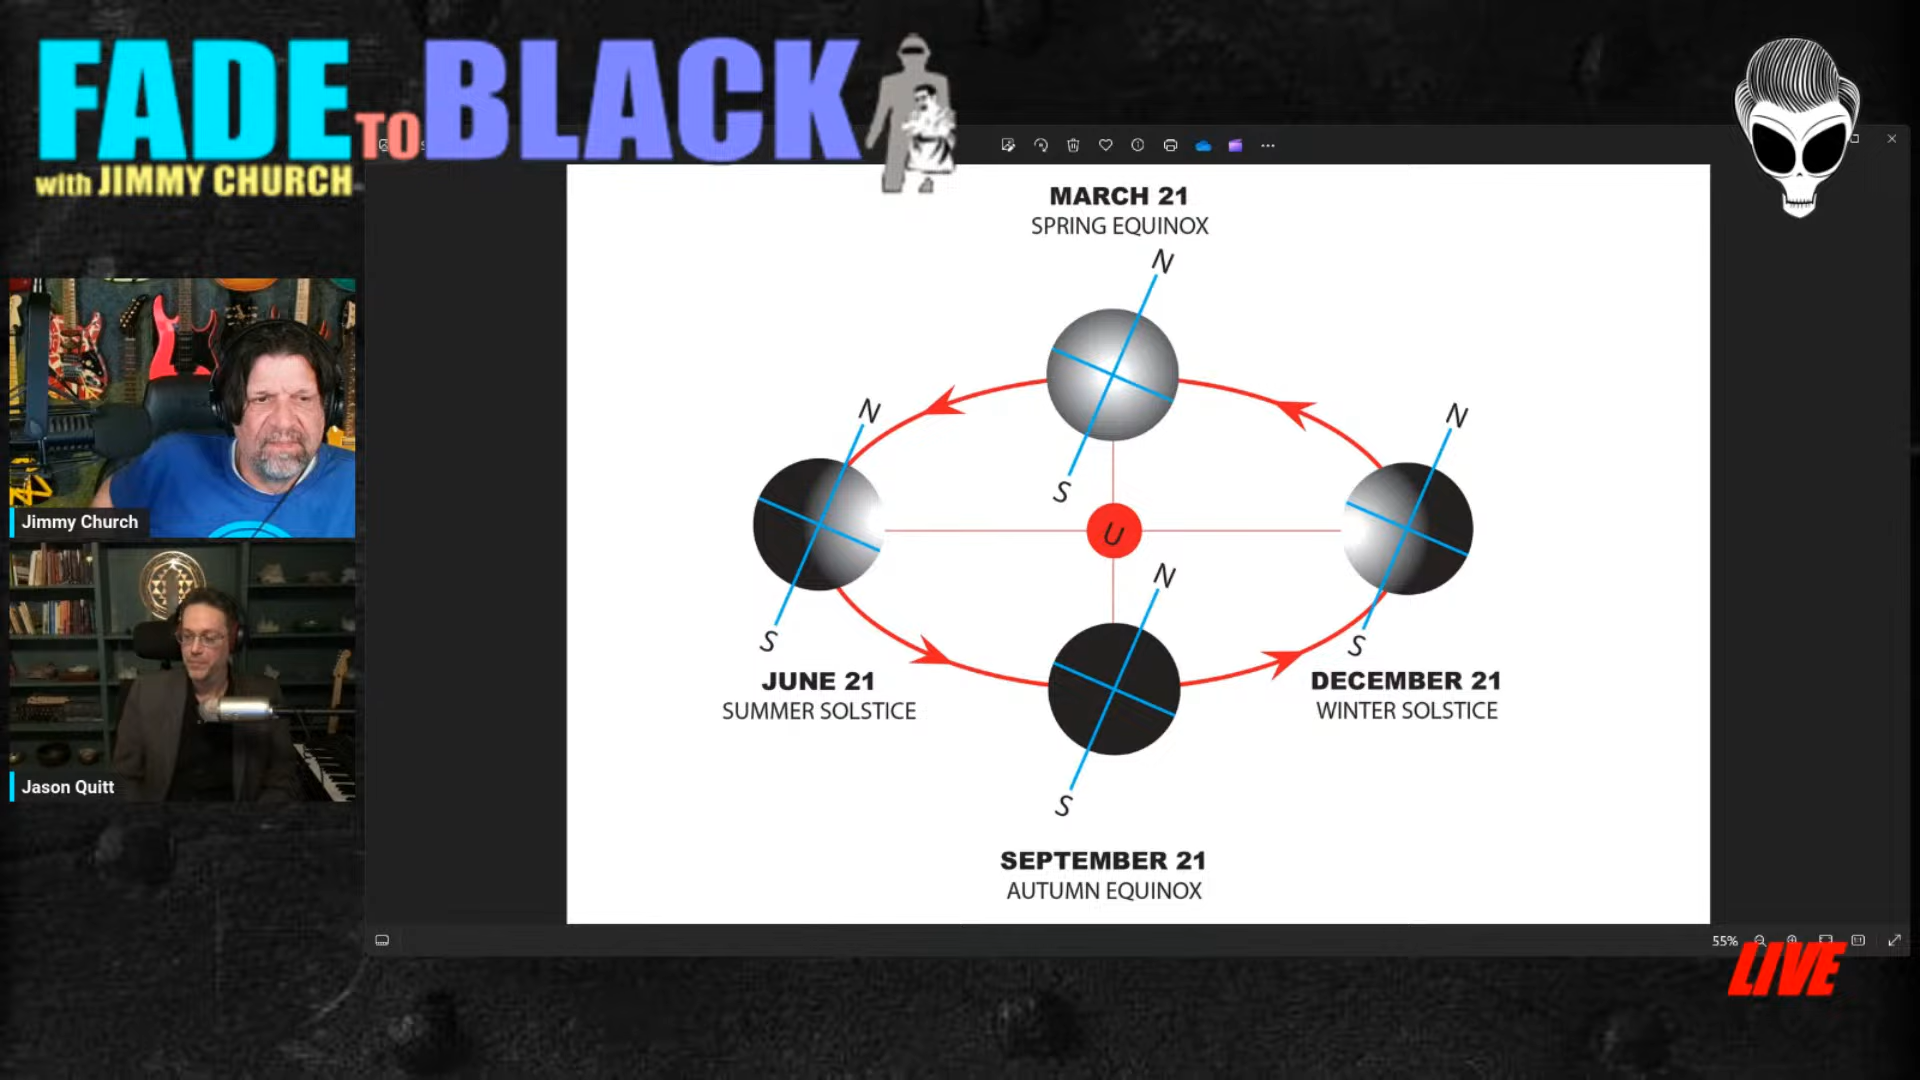 FADE TO BLACK
with JIMMY CHURCH
MARCH 21
SPRING EQUINOX
N
S
N
S
N
S
U
N
S
JUNE 21
SUMMER SOLSTICE
DECEMBER 21
WINTER SOLSTICE
SEPTEMBER 21
AUTUMN EQUINOX
Jimmy Church
Jason Quitt
55%
LIVE